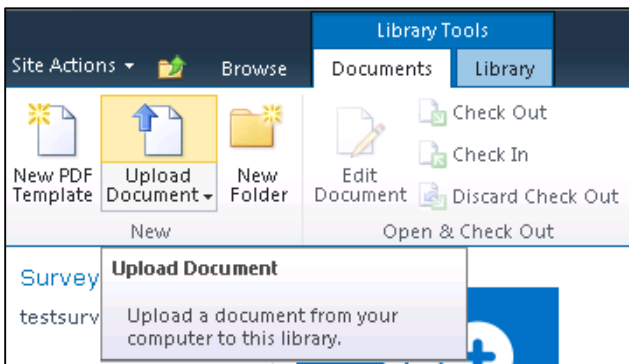 Library Tools
Site Actions Browse Documents Library
New PDF Template
Upload Document
New Folder
Edit Document
Check Out
Check In
Discard Check Out
New
Open & Check Out
Survey
testsurv
Upload Document
Upload a document from your
computer to this library.